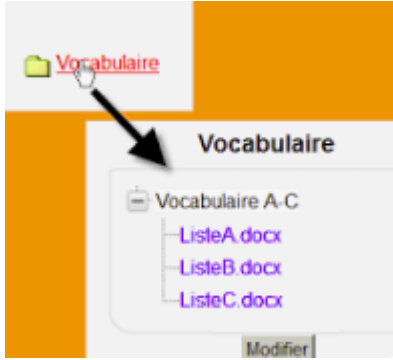 Vocabulaire
Vocabulaire
Vocabulaire A-C
ListeA.docx
ListeB.docx
ListeC.docx
Modifier